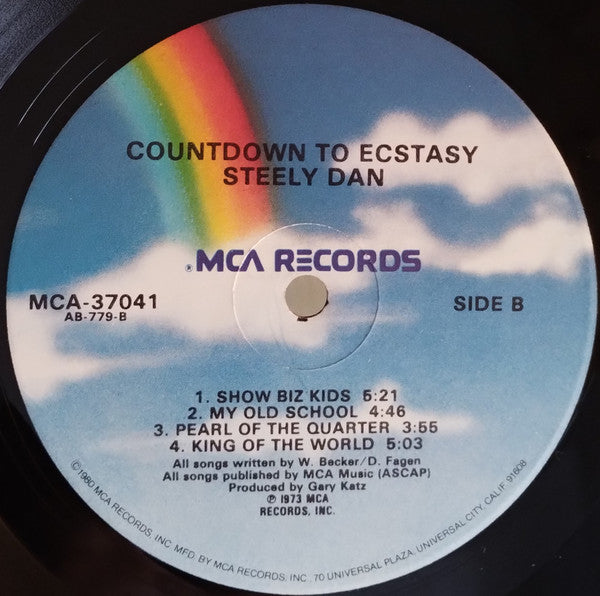 COUNTDOWN TO ECSTASY
STEELY DAN
®MCA RECORDS
MCA-37041
AB-779-B
SIDE B
1. SHOW BIZ KIDS 5:21
2. MY OLD SCHOOL 4:46
3. PEARL OF THE QUARTER 3:55
4. KING OF THE WORLD 5:03
All songs written by W. Becker/D. Fagen
All songs published by MCA Music (ASCAP)
Produced by Gary Katz
℗ 1973 MCA
RECORDS, INC.
©1980 MCA RECORDS, INC. MFD. BY MCA RECORDS, INC., 70 UNIVERSAL PLAZA, UNIVERSAL CITY, CALIF. 91608